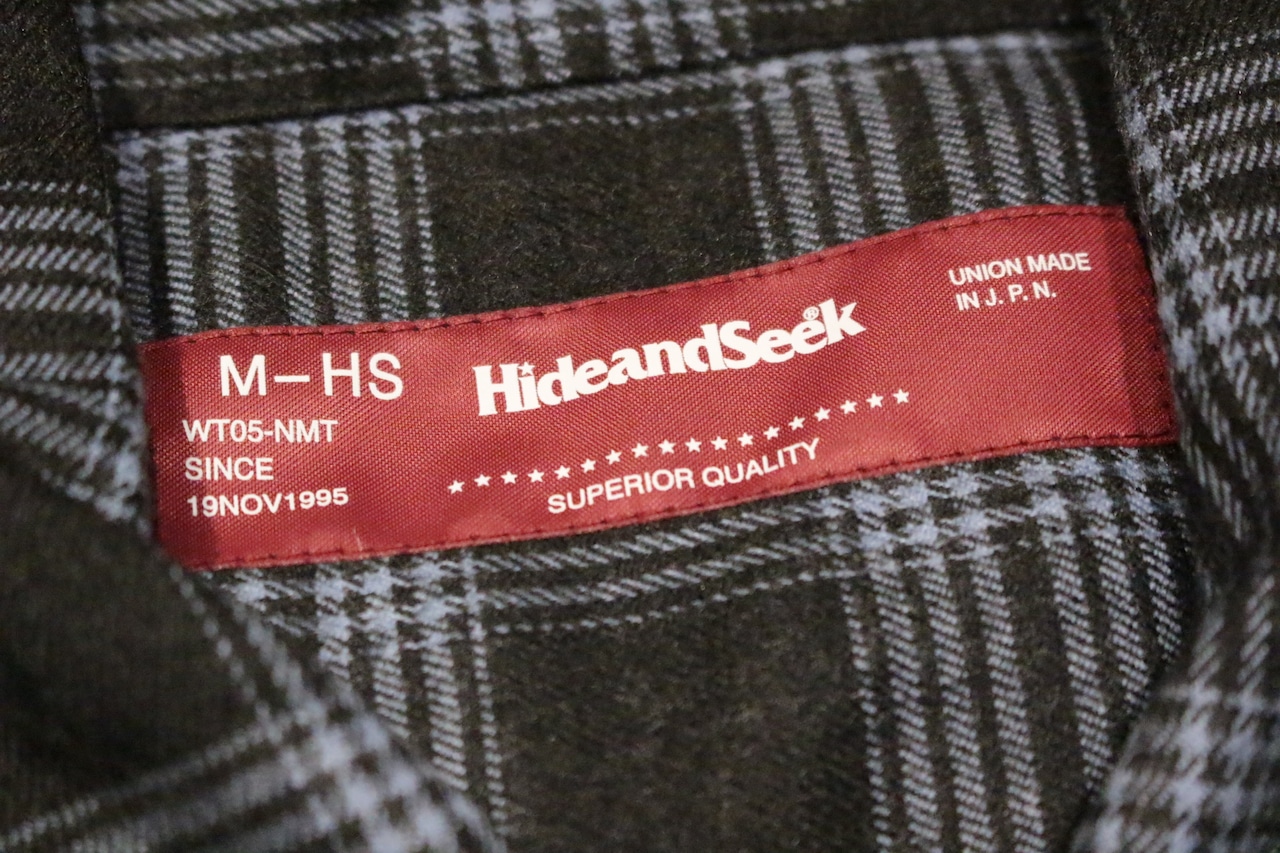 M–HS
WT05-NMT
SINCE
19NOV1995
HideandSeek®
★★★★★★★★★★★★★★★★★★
SUPERIOR QUALITY
UNION MADE
IN J. P. N.